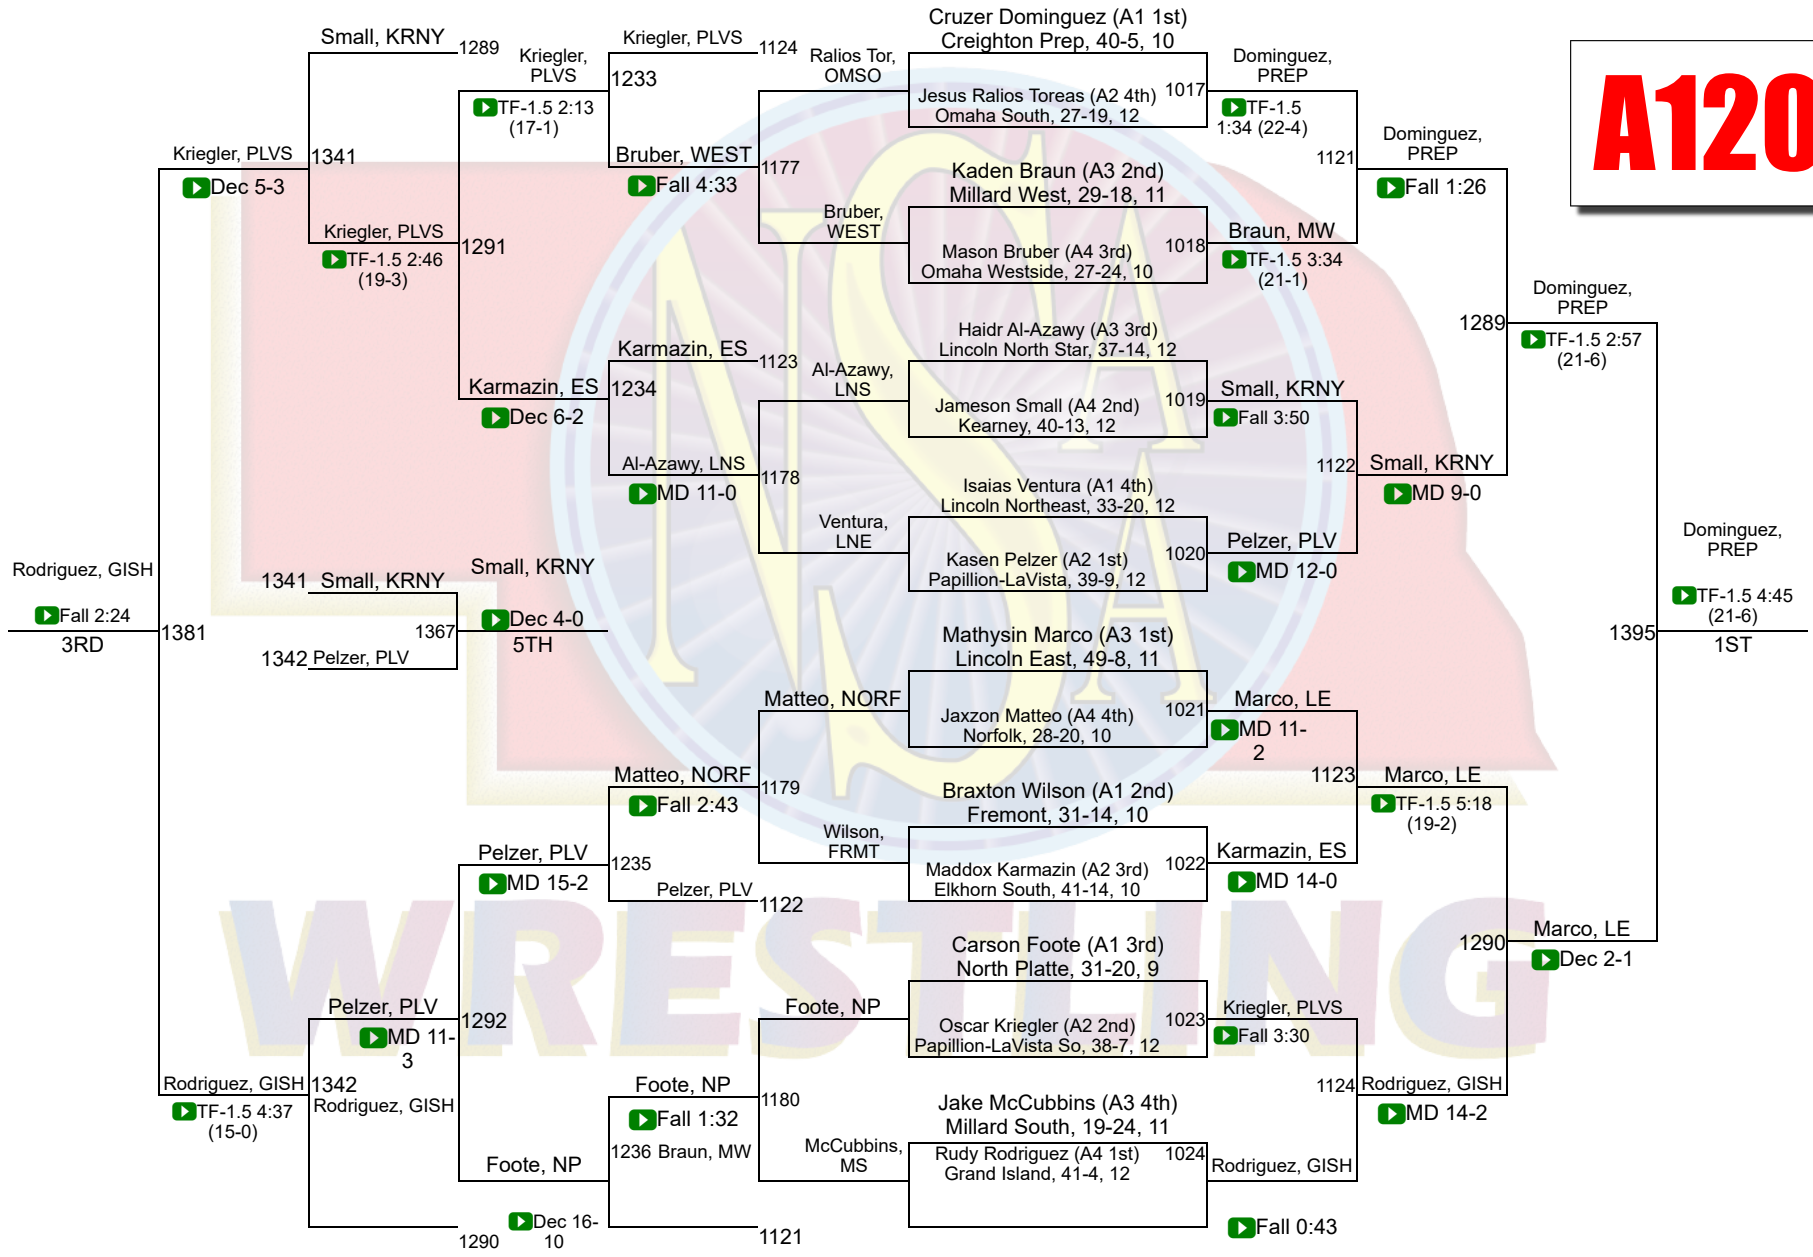 A120
Small, KRNY
1289
Kriegler,
PLVS
TF-1.5 2:13
(17-1)
Kriegler, PLVS
1124
1233
Ralios Tor,
OMSO
Cruzer Dominguez (A1 1st)
Creighton Prep, 40-5, 10
Jesus Ralios Toreas (A2 4th)
Omaha South, 27-19, 12
1017
Dominguez,
PREP
TF-1.5
1:34 (22-4)
1121
Dominguez,
PREP
Fall 1:26
Kriegler, PLVS
Dec 5-3
1341
Bruber, WEST
Fall 4:33
1177
Kaden Braun (A3 2nd)
Millard West, 29-18, 11
Bruber,
WEST
Mason Bruber (A4 3rd)
Omaha Westside, 27-24, 10
1018
Braun, MW
TF-1.5 3:34
(21-1)
Kriegler, PLVS
TF-1.5 2:46
(19-3)
1291
1289
Dominguez,
PREP
TF-1.5 2:57
(21-6)
Karmazin, ES
1123
Karmazin, ES
Dec 6-2
1234
Al-Azawy,
LNS
Haidr Al-Azawy (A3 3rd)
Lincoln North Star, 37-14, 12
Jameson Small (A4 2nd)
Kearney, 40-13, 12
1019
Small, KRNY
Fall 3:50
Al-Azawy, LNS
MD 11-0
1178
1122
Small, KRNY
MD 9-0
Isaias Ventura (A1 4th)
Lincoln Northeast, 33-20, 12
Ventura,
LNE
Kasen Pelzer (A2 1st)
Papillion-LaVista, 39-9, 12
1020
Pelzer, PLV
MD 12-0
Rodriguez, GISH
Fall 2:24
3RD
1381
1341
Small, KRNY
1342
Pelzer, PLV
1367
Small, KRNY
Dec 4-0
5TH
Dominguez,
PREP
TF-1.5 4:45
(21-6)
1ST
1395
Mathysin Marco (A3 1st)
Lincoln East, 49-8, 11
Matteo, NORF
Jaxzon Matteo (A4 4th)
Norfolk, 28-20, 10
1021
Marco, LE
MD 11-
2
Matteo, NORF
Fall 2:43
1179
1123
Marco, LE
TF-1.5 5:18
(19-2)
Braxton Wilson (A1 2nd)
Fremont, 31-14, 10
Wilson,
FRMT
Maddox Karmazin (A2 3rd)
Elkhorn South, 41-14, 10
1022
Karmazin, ES
MD 14-0
Pelzer, PLV
MD 15-2
1235
Pelzer, PLV
1122
Carson Foote (A1 3rd)
North Platte, 31-20, 9
Foote, NP
Oscar Kriegler (A2 2nd)
Papillion-LaVista So, 38-7, 12
1023
Kriegler, PLVS
Fall 3:30
1290
Marco, LE
Dec 2-1
Pelzer, PLV
MD 11-
3
1292
Rodriguez, GISH
TF-1.5 4:37
(15-0)
1342
Rodriguez, GISH
1290
Foote, NP
Fall 1:32
1180
1236
Braun, MW
1121
Foote, NP
Dec 16-
10
McCubbins,
MS
Jake McCubbins (A3 4th)
Millard South, 19-24, 11
Rudy Rodriguez (A4 1st)
Grand Island, 41-4, 12
1024
Rodriguez, GISH
Fall 0:43
1124
Rodriguez, GISH
MD 14-2
NSAA
WRESTLING